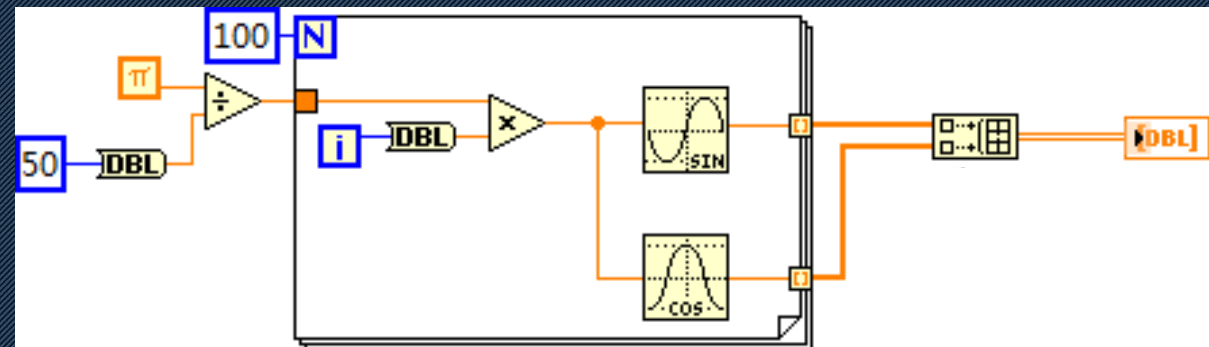 100 N
π
÷
50 DBL
i DBL
×
SIN
COS
[DBL]